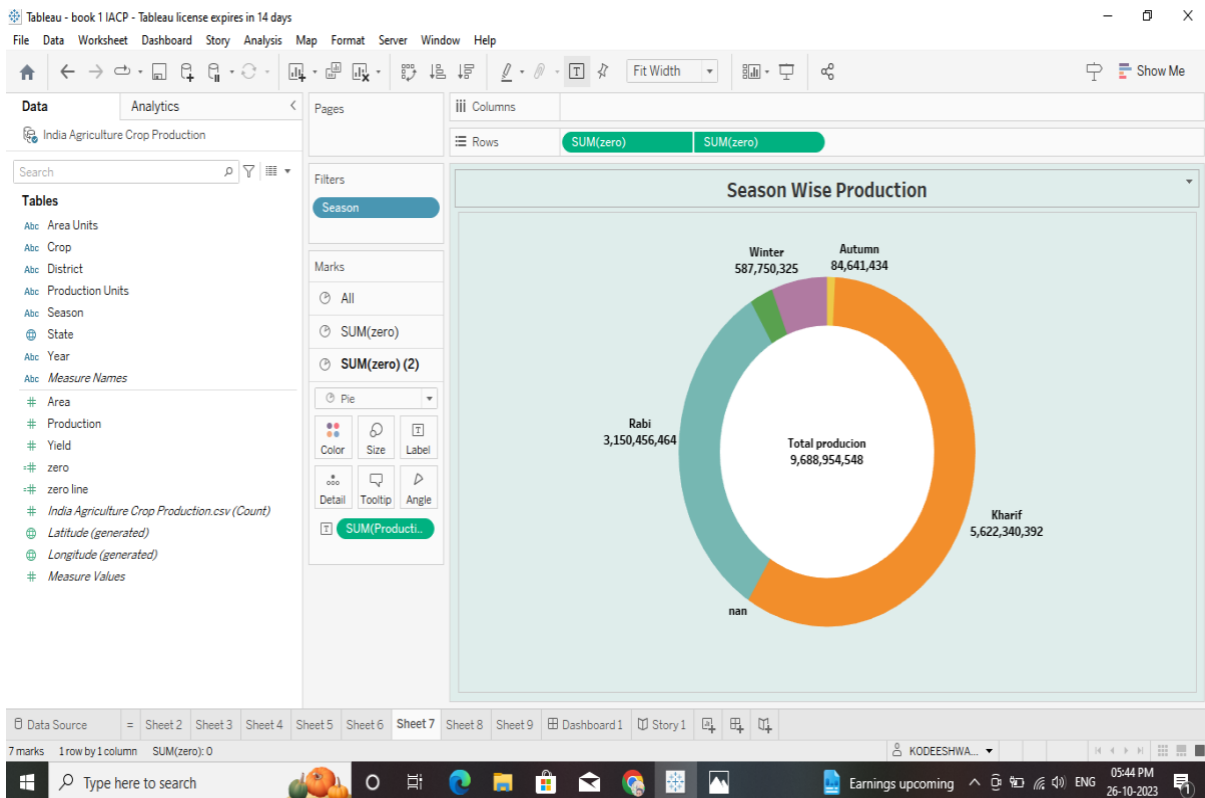 Tableau - book 1 IACP - Tableau license expires in 14 days
File Data Worksheet Dashboard Story Analysis Map Format Server Window Help
Fit Width
Show Me
Data Analytics
India Agriculture Crop Production
Search
Tables
Abc Area Units
Abc Crop
Abc District
Abc Production Units
Abc Season
State
Abc Year
Abc Measure Names
# Area
# Production
# Yield
=# zero
=# zero line
# India Agriculture Crop Production.csv (Count)
Latitude (generated)
Longitude (generated)
# Measure Values
Pages
Filters
Season
Marks
All
SUM(zero)
SUM(zero) (2)
Pie
Color Size Label
Detail Tooltip Angle
SUM(Producti..
Columns
Rows SUM(zero) SUM(zero)
Season Wise Production
Winter
587,750,325
Autumn
84,641,434
Rabi
3,150,456,464
Total producion
9,688,954,548
Kharif
5,622,340,392
nan
Data Source = Sheet 2 Sheet 3 Sheet 4 Sheet 5 Sheet 6 Sheet 7 Sheet 8 Sheet 9 Dashboard 1 Story 1
7 marks 1 row by 1 column SUM(zero): 0
KODEESHWA...
Type here to search
Earnings upcoming
ENG
05:44 PM
26-10-2023
1